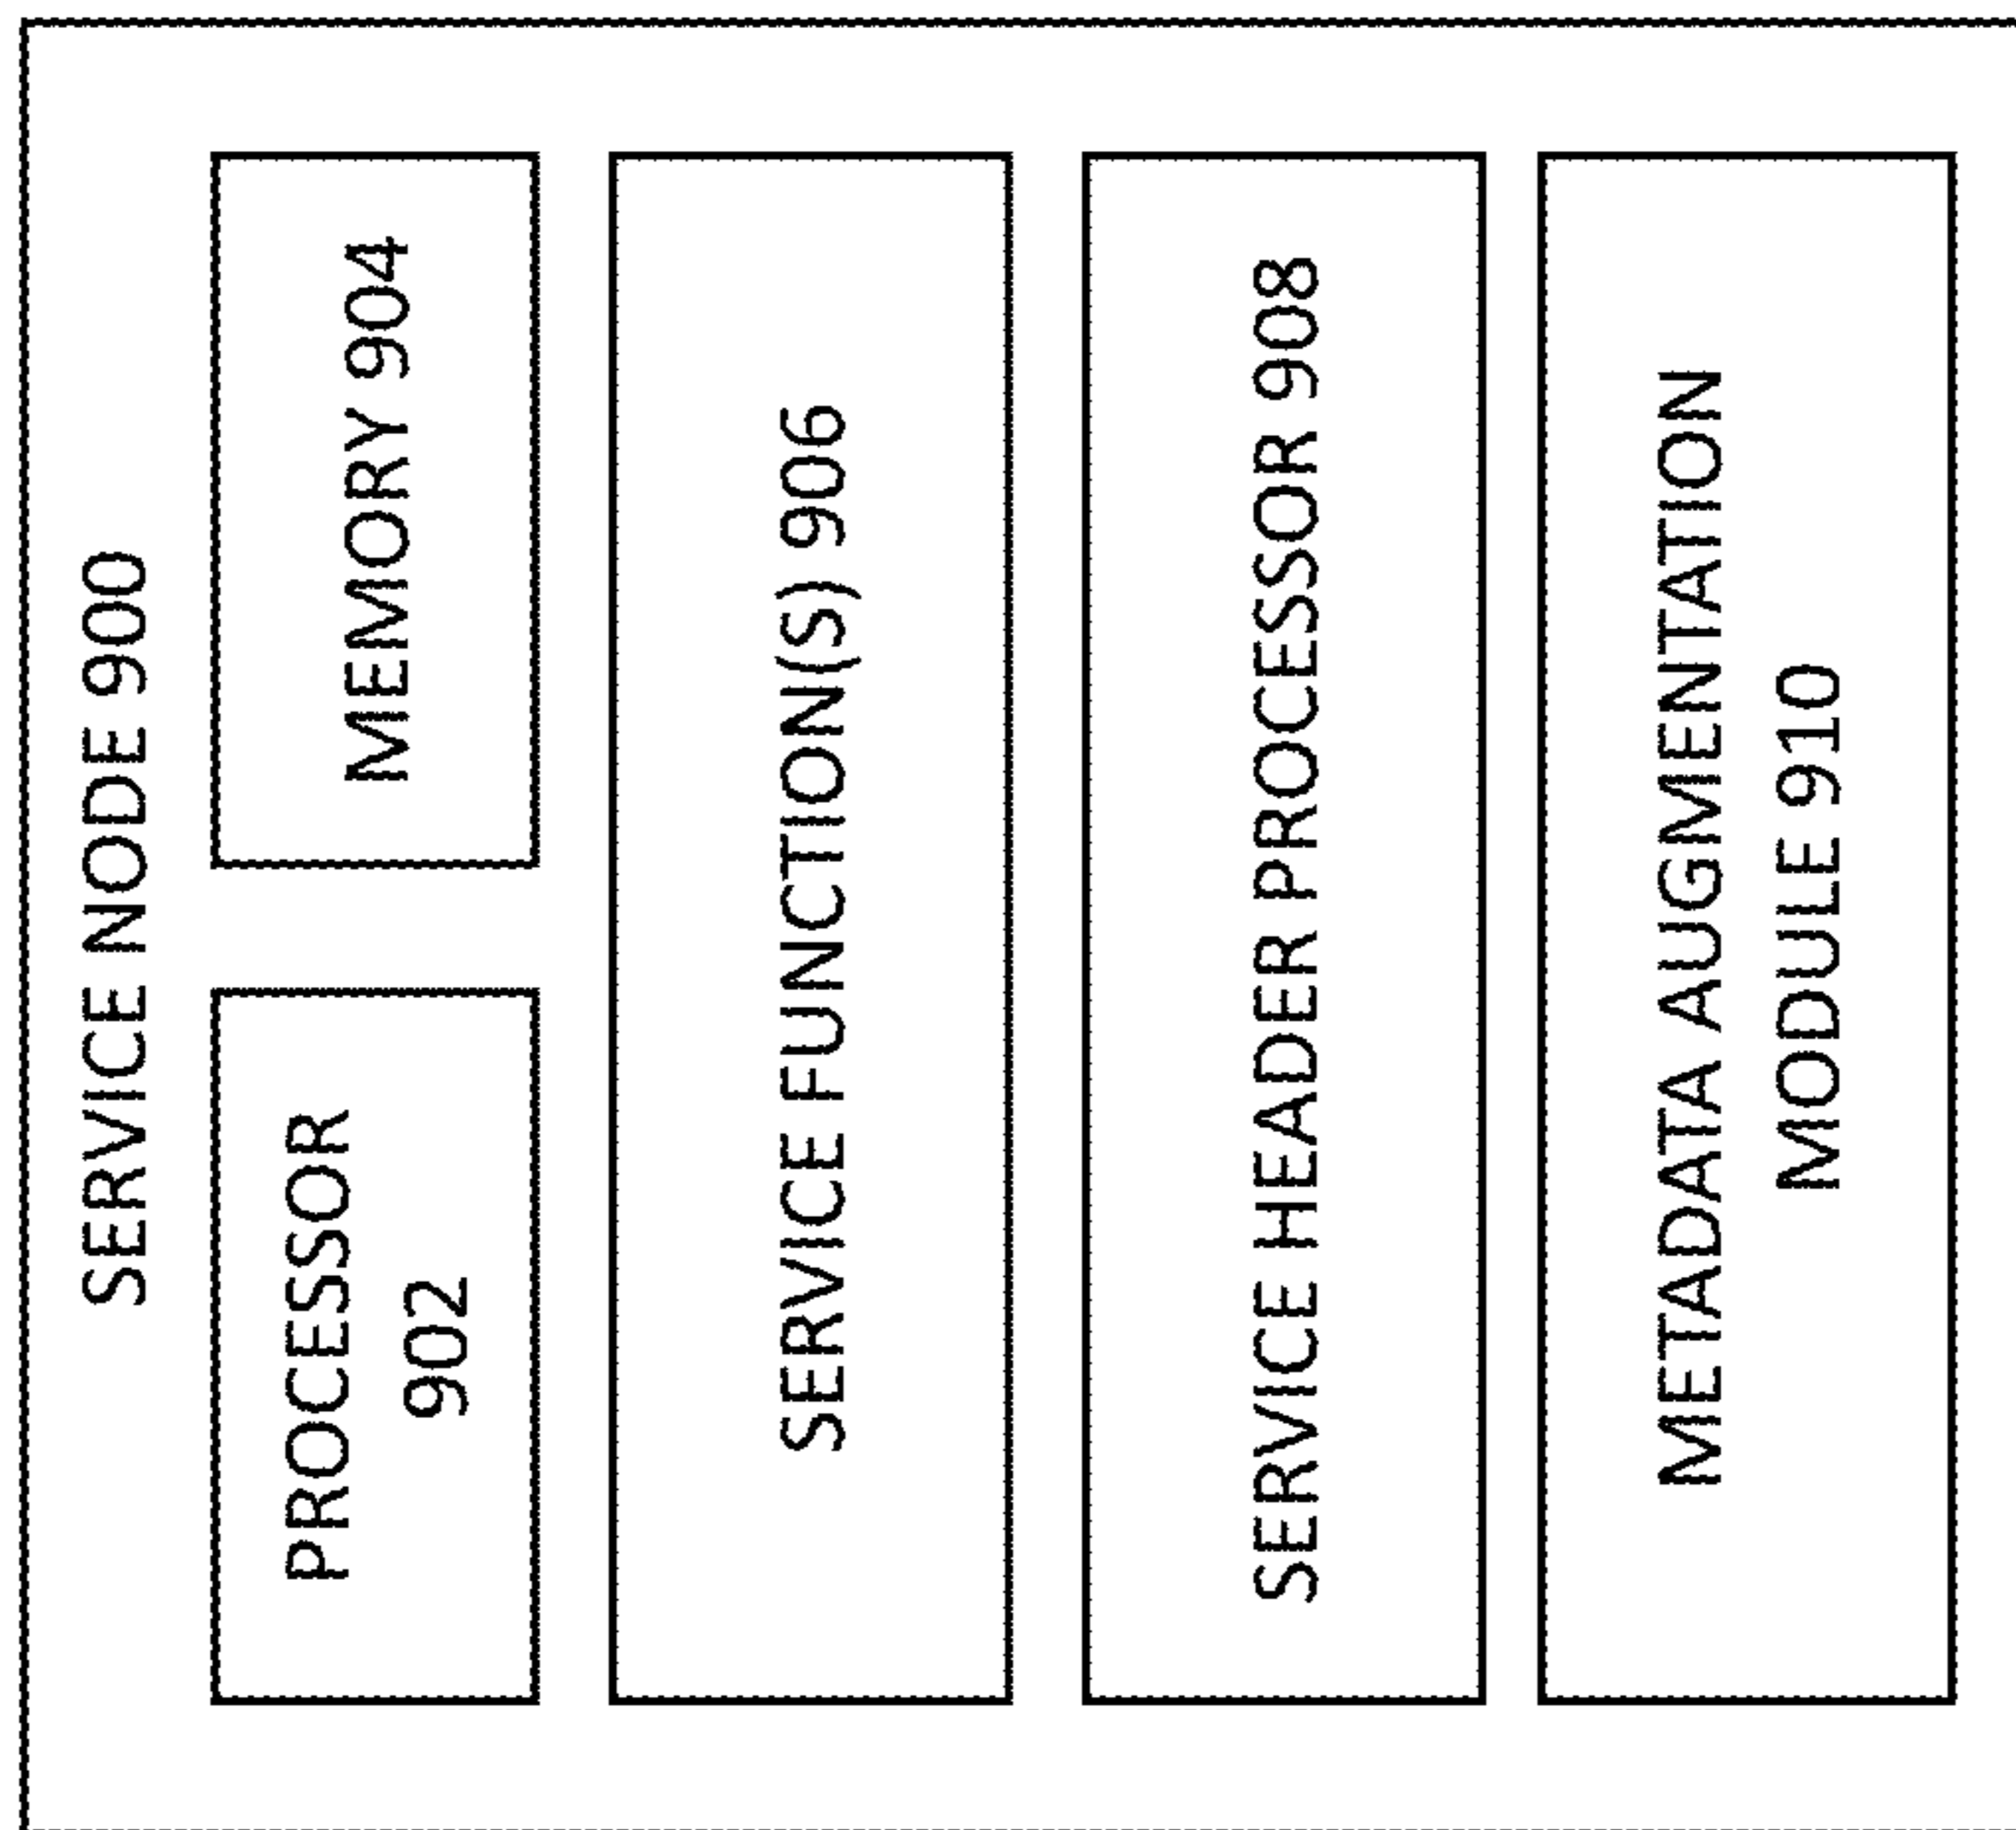 SERVICE NODE 900
PROCESSOR
902
MEMORY 904
SERVICE FUNCTION(S) 906
SERVICE HEADER PROCESSOR 908
METADATA AUGMENTATION
MODULE 910